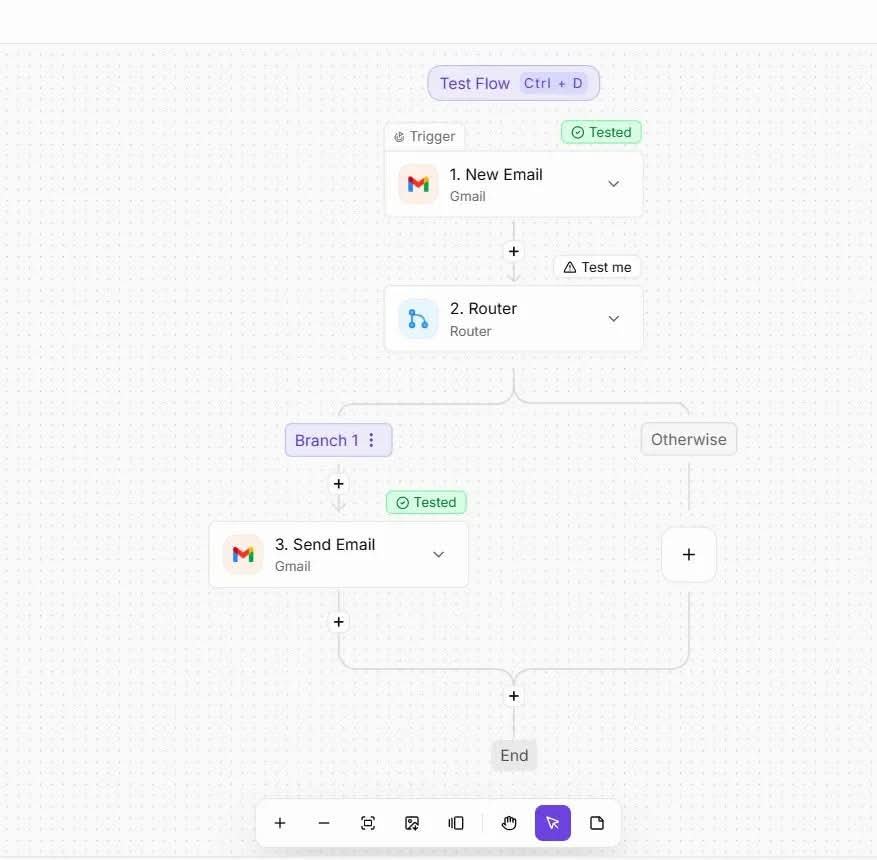 Test Flow Ctrl + D
Trigger
Tested
1. New Email
Gmail
Test me
2. Router
Router
Branch 1
Otherwise
Tested
3. Send Email
Gmail
End